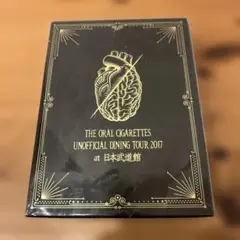 THE ORAL CIGARETTES
UNOFFICIAL DINING TOUR 2017
at 日本武道館